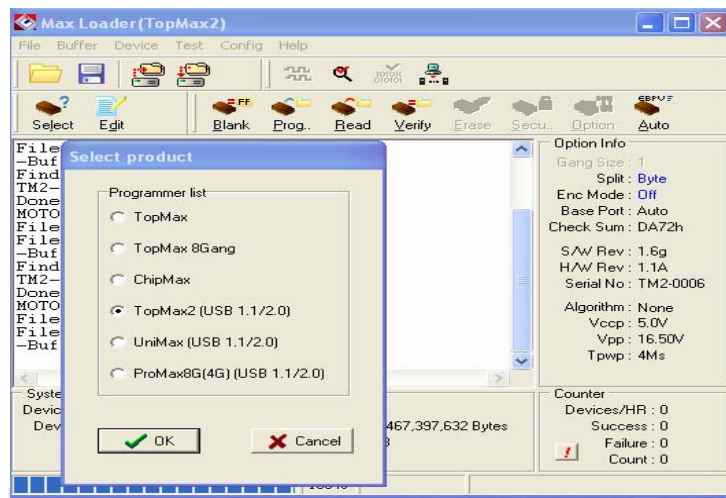 Max Loader(TopMax2)
File Buffer Device Test Config Help
Select Edit Blank Prog.. Read Verify Erase Secu.. Option Auto
File
-Buf
Find
TM2-
Done
MOTO
File
File
-Buf
Find
TM2-
Done
MOTO
File
File
-Buf
Select product
Programmer list
TopMax
TopMax 8Gang
ChipMax
TopMax2 (USB 1.1/2.0)
UniMax (USB 1.1/2.0)
ProMax8G(4G) (USB 1.1/2.0)
OK Cancel
Option Info
Gang Size : 1
Split : Byte
Enc Mode : Off
Base Port : Auto
Check Sum : DA72h
S/W Rev : 1.6g
H/W Rev : 1.1A
Serial No : TM2-0006
Algorithm : None
Vccp : 5.0V
Vpp : 16.50V
Tpwp : 4Ms
Syste
Devic
Dev
467,397,632 Bytes
Counter
Devices/HR : 0
Success : 0
Failure : 0
Count : 0